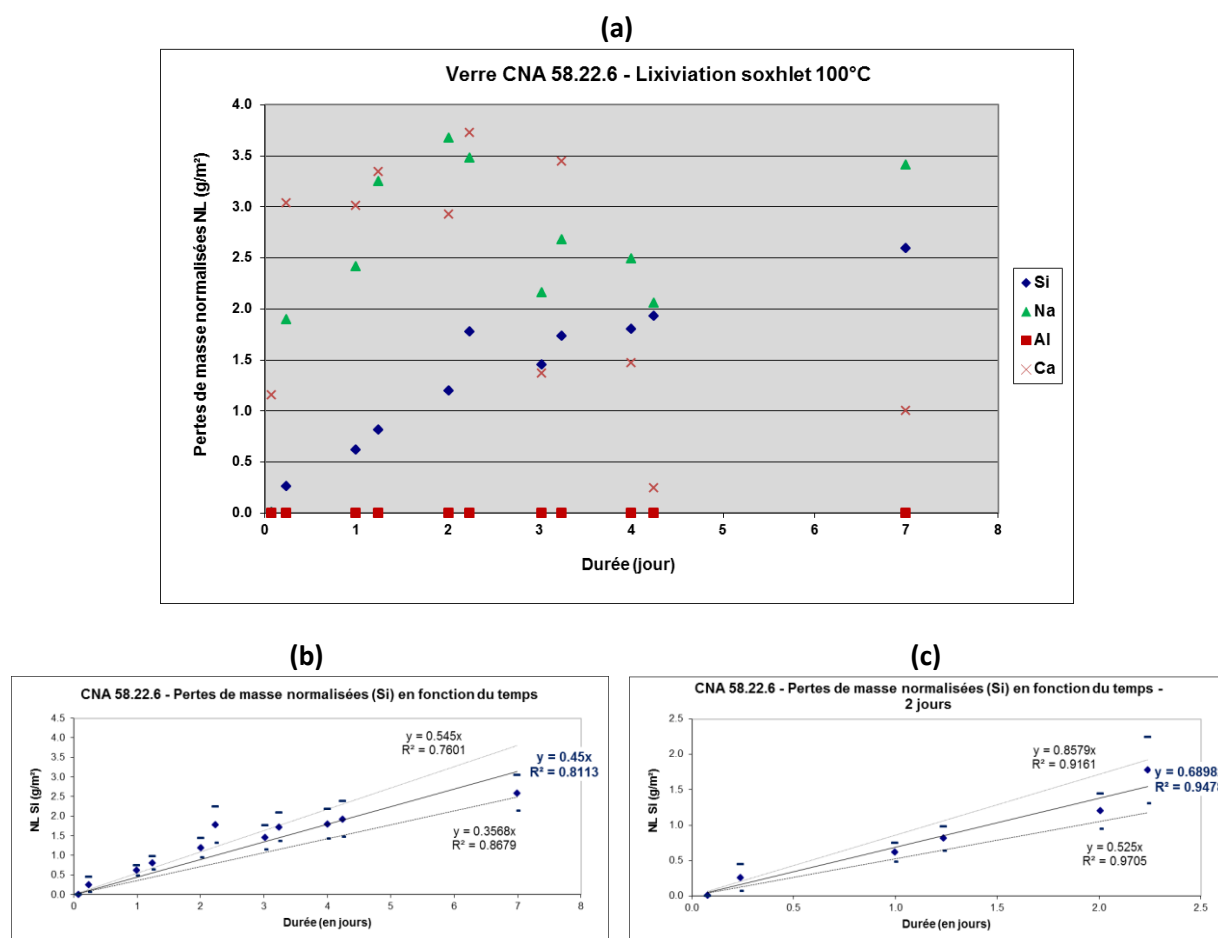 (a)
Verre CNA 58.22.6 - Lixiviation soxhlet 100°C
Pertes de masse normalisées NL (g/m²)
4.0
3.5
3.0
2.5
2.0
1.5
1.0
0.5
0.0
0 1 2 3 4 5 6 7 8
Durée (jour)
Si
Na
Al
Ca
(b)
CNA 58.22.6 - Pertes de masse normalisées (Si) en fonction du temps
NL Si (g/m²)
4.5
4.0
3.5
3.0
2.5
2.0
1.5
1.0
0.5
0.0
y = 0.545x
R² = 0.7601
y = 0.45x
R² = 0.8113
y = 0.3568x
R² = 0.8679
0 1 2 3 4 5 6 7 8
Durée (en jours)
(c)
CNA 58.22.6 - Pertes de masse normalisées (Si) en fonction du temps -
2 jours
NL Si (g/m²)
2.5
2.0
1.5
1.0
0.5
0.0
y = 0.8579x
R² = 0.9161
y = 0.6898
R² = 0.9478
y = 0.525x
R² = 0.9705
0.0 0.5 1.0 1.5 2.0 2.5
Durée (en jours)